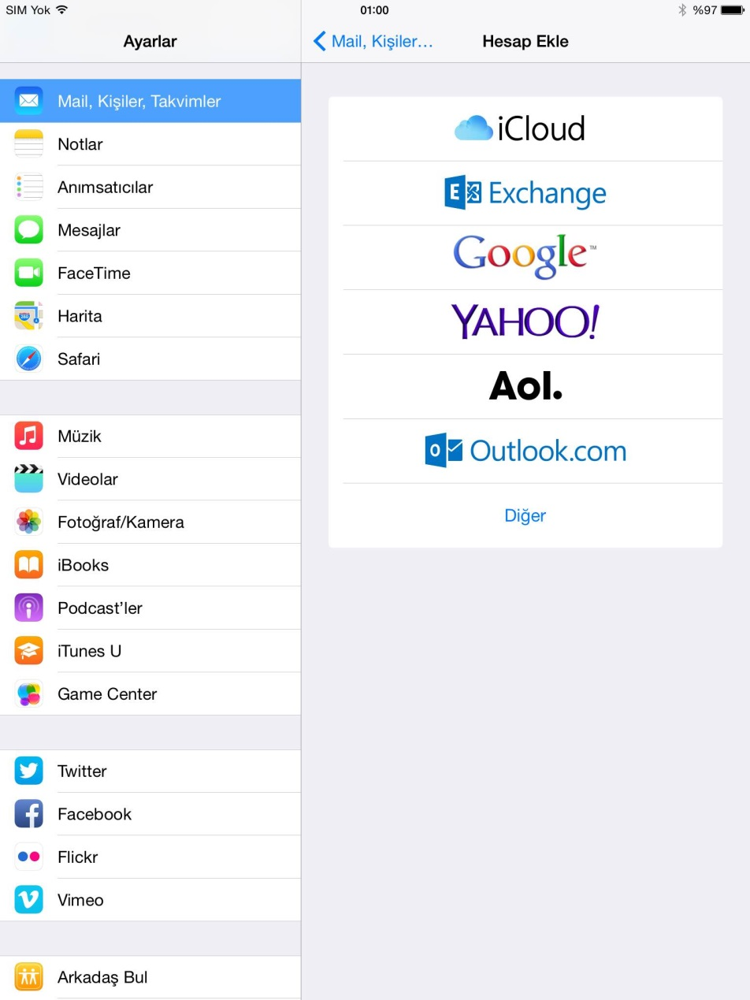 SIM Yok
01:00
%97
Ayarlar
Mail, Kişiler...
Hesap Ekle
Mail, Kişiler, Takvimler
Notlar
Anımsatıcılar
Mesajlar
FaceTime
280
Harita
Safari
Müzik
Videolar
Fotoğraf/Kamera
iBooks
Podcast’ler
iTunes U
Game Center
Twitter
Facebook
Flickr
Vimeo
Arkadaş Bul
iCloud
E Exchange
Google™
YAHOO!
Aol.
O Outlook.com
Diğer